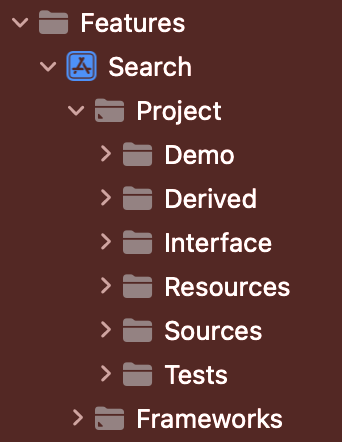 Features
Search
Project
Demo
Derived
Interface
Resources
Sources
Tests
Frameworks